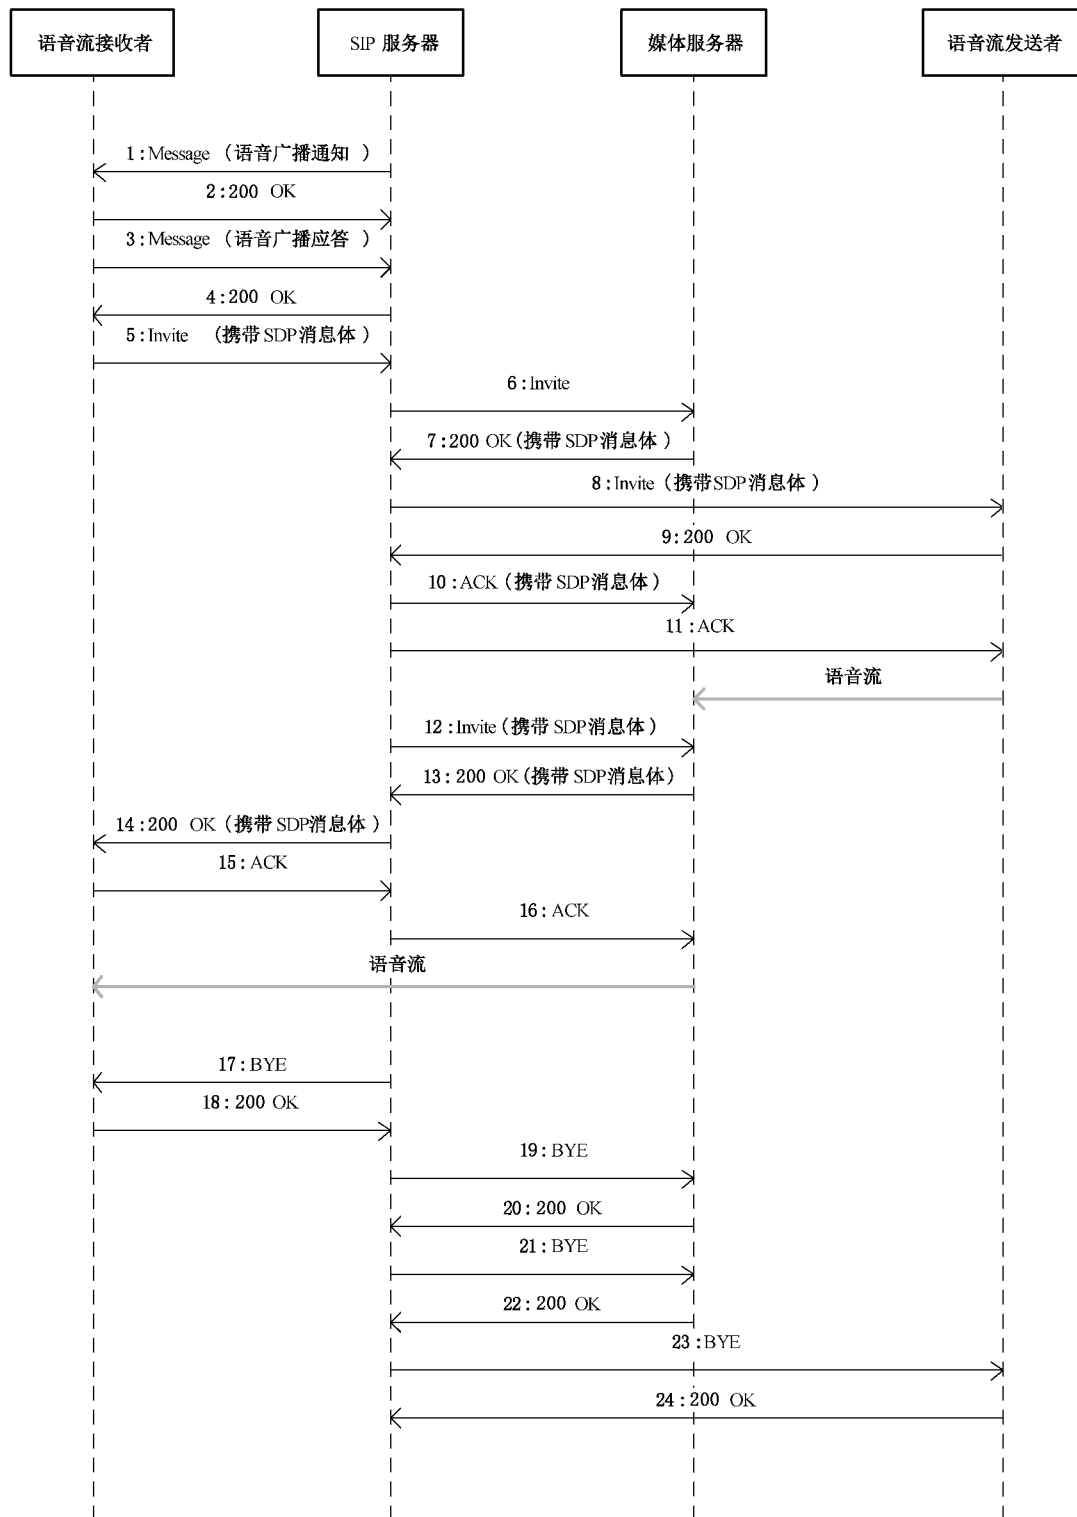 语音流接收者
SIP 服务器
媒体服务器
语音流发送者
1:Message (语音广播通知 )
2:200 OK
3:Message (语音广播应答 )
4:200 OK
5:Invite (携带SDP消息体 )
6:Invite
7:200 OK(携带SDP消息体 )
8:Invite (携带SDP消息体 )
9:200 OK
10:ACK (携带SDP消息体 )
11:ACK
语音流
12:Invite(携带 SDP消息体 )
13:200 OK(携带 SDP消息体)
14:200 OK (携带SDP消息体 )
15:ACK
16:ACK
语音流
17:BYE
18:200 OK
19:BYE
20:200 OK
21:BYE
22:200 OK
23:BYE
24:200 OK